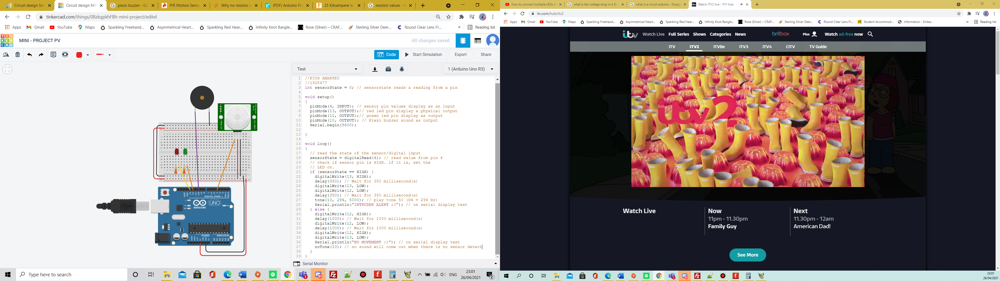 Circuit design Sm
Circuit design MIN
piezo buzzer - Go
PIR Motion Senso
Why no resistor is
(PDF) Arduino Pro
25 Kiloampere to
resistor values - G
tinkercad.com/things/08zkqpkhFBh-mini-project/editel
Apps Gmail YouTube Maps Sparkling Freehand... Asymmetrical Heart... Sparkling Red Hear... Infinity Knot Bangle... Rose (Silver) – CRAF... Sterling Silver Deer... Round Clear Lens Fr... » Reading list
TINKERCAD
MINI - PROJECT PV
All changes saved
Code Start Simulation Export Share
Text
1 (Arduino Uno R3)
1 //PIUS AMARTEY
2 //1928477
3 int sensorState = 0; // sensorstate reads a reading from a pin
4
5 void setup()
6 {
7 pinMode(4, INPUT); // sensor pin values display as an input
8 pinMode(13, OUTPUT);// red led pin display a physical output
9 pinMode(12, OUTPUT);// green led pin display as output
10 pinMode(10, OUTPUT); // Piezo buzzer sound as output
11 Serial.begin(9600);
12
13 }
14
15 void loop()
16 {
17 // read the state of the sensor/digital input
18 sensorState = digitalRead(4); // read value from pin 4
19 // check if sensor pin is HIGH. if it is, set the
20 // LED on.
21 if (sensorState == HIGH) {
22 digitalWrite(13, HIGH);
23 delay(350); // Wait for 350 millisecond(s)
24 digitalWrite(13, LOW);
25 digitalWrite(12, LOW);
26 delay(350); // Wait for 350 millisecond(s)
27 tone(10, 294, 5000); // play tone 50 (D4 = 294 Hz)
28 Serial.println("INTRUDER ALERT ;("); // on serial display text
29 } else {
30 digitalWrite(12, HIGH);
31 delay(1000); // Wait for 1000 millisecond(s)
32 digitalWrite(12, LOW);
33 delay(1000); // Wait for 1000 millisecond(s)
34 digitalWrite(12, HIGH);
35 digitalWrite(13, LOW);
36 Serial.println("NO MOVEMENT :)"); // on serial display text
37 noTone(10); // no sound will come out when there is no sensor detect
38 }
39 }
DIGITAL (PWM~)
UNO
ARDUINO
POWER ANALOG IN
Serial Monitor
Type here to search
ENG
23:01
26/04/2021
How to connect multiple LEDs to
what is the voltage drop in a 5v -
what is a circuit arduino - Google
Watch ITV2 live - ITV Hub
itv.com/hub/itv2
Apps Gmail YouTube Maps Sparkling Freehand... Asymmetrical Heart... Sparkling Red Hear... Infinity Knot Bangle... Rose (Silver) – CRAF... Sterling Silver Deer... Round Clear Lens Fr... Student Accommod... Information - Embe... » Reading list
itv Watch Live Full Series Shows Categories News britbox Pius Watch ad-free now
ITV ITV2 ITVBe ITV3 ITV4 CITV TV Guide
itv2
Watch Live
Now
11pm - 11.30pm
Family Guy
Next
11.30pm - 12am
American Dad!
See More
23:01
26/04/2021